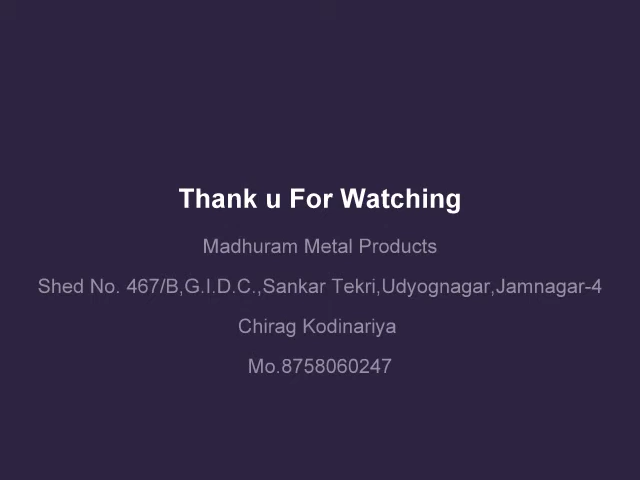 Thank u For Watching
Madhuram Metal Products
Shed No. 467/B,G.I.D.C.,Sankar Tekri,Udyognagar,Jamnagar-4
Chirag Kodinariya
Mo.8758060247